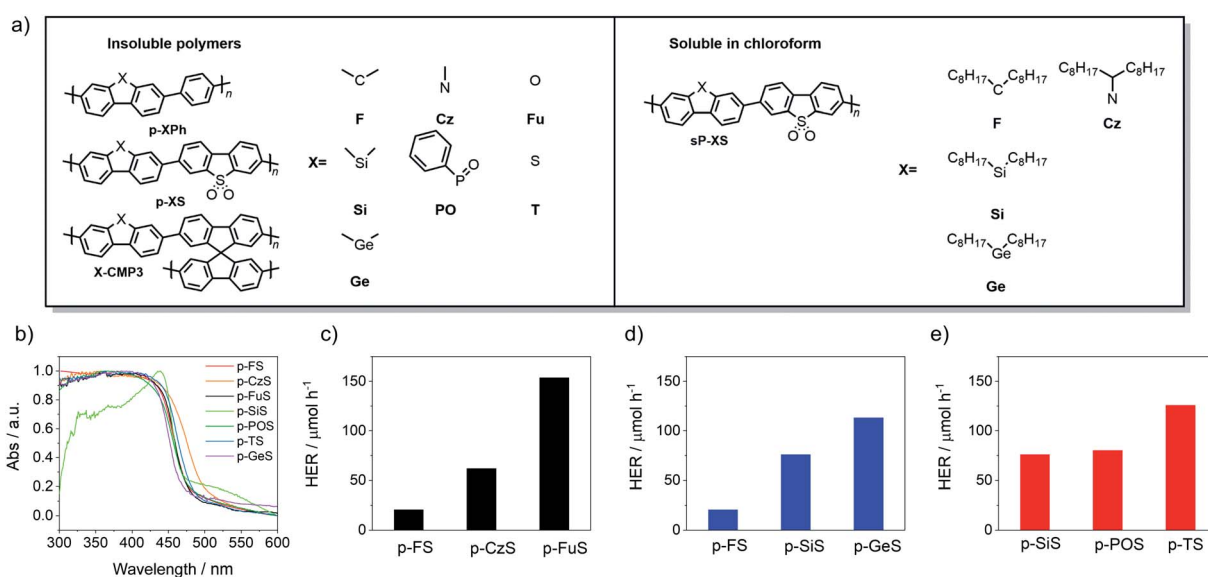 a)
Insoluble polymers
X
n
p-XPh
X
S
O O
n
p-XS
X
n
X-CMP3
X=
C
F
N
Cz
O
Fu
Si
Si
P O
PO
S
T
Ge
Ge
Soluble in chloroform
X
S
O O
n
sP-XS
X=
C8H17 C8H17
C
F
C8H17 C8H17
N
Cz
C8H17 C8H17
Si
Si
C8H17 C8H17
Ge
Ge
b)
Abs / a.u.
1.0
0.8
0.6
0.4
0.2
0.0
p-FS
p-CzS
p-FuS
p-SiS
p-POS
p-TS
p-GeS
300 350 400 450 500 550 600
Wavelength / nm
c)
HER / μmol h-1
150
100
50
0
p-FS p-CzS p-FuS
d)
HER / μmol h-1
150
100
50
0
p-FS p-SiS p-GeS
e)
HER / μmol h-1
150
100
50
0
p-SiS p-POS p-TS